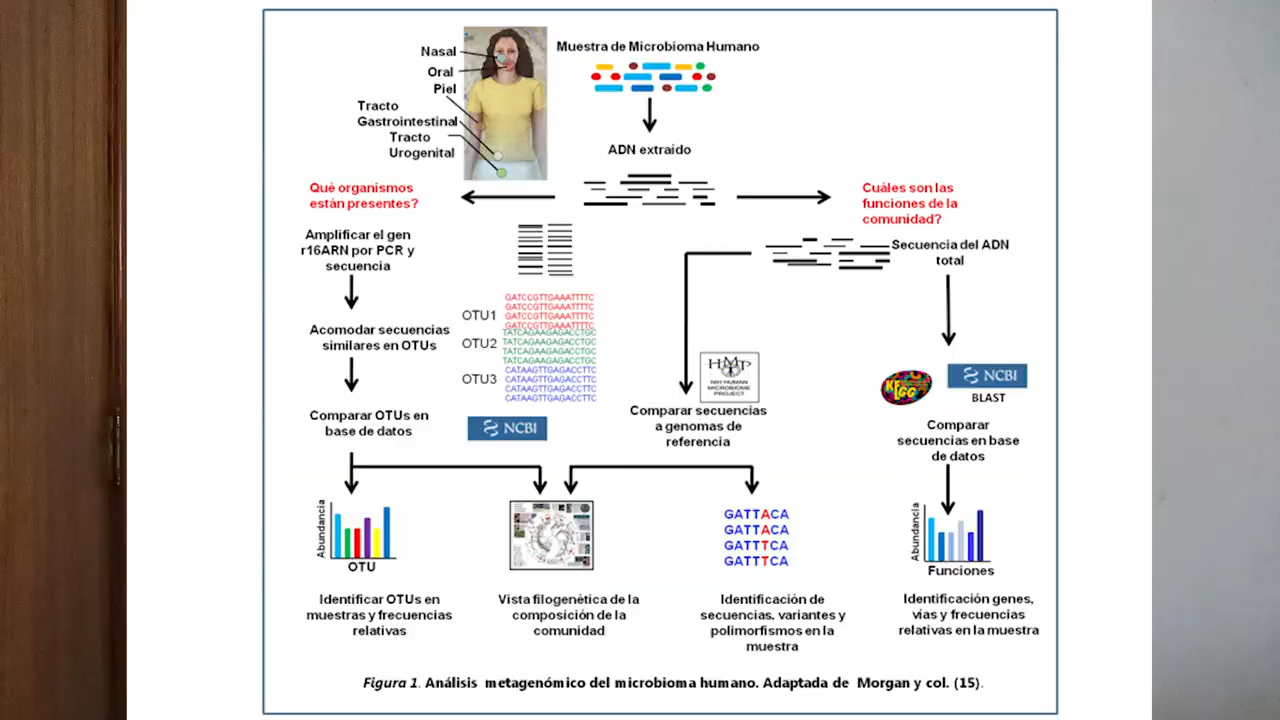 Nasal
Oral
Piel
Tracto
Gastrointestinal
Tracto
Urogenital
Muestra de Microbioma Humano
ADN extraido
Qué organismos
están presentes?
Cuáles son las
funciones de la
comunidad?
Amplificar el gen
r16ARN por PCR y
secuencia
Secuencia del ADN
total
Acomodar secuencias
similares en OTUs
OTU1
GATCCGTTGAAATTTTC
GATCCGTTGAAATTTTC
GATCCGTTGAAATTTTC
GATCCGTTGAAATTTTC
OTU2
TATCAGAAGAGACCTGC
TATCAGAAGAGACCTGC
TATCAGAAGAGACCTGC
TATCAGAAGAGACCTGC
OTU3
CATAAGTTGAGACCTTC
CATAAGTTGAGACCTTC
CATAAGTTGAGACCTTC
CATAAGTTGAGACCTTC
Comparar OTUs en
base de datos
NCBI
HMP
NIH HUMAN
MICROBIOME
PROJECT
Comparar secuencias
a genomas de
referencia
KEGG
NCBI
BLAST
Comparar
secuencias en base
de datos
Abundancia
OTU
Identificar OTUs en
muestras y frecuencias
relativas
Vista filogenética de la
composición de la
comunidad
GATTACA
GATTACA
GATTTCA
GATTTCA
Identificación de
secuencias, variantes y
polimorfismos en la
muestra
Abundancia
Funciones
Identificación genes,
vías y frecuencias
relativas en la muestra
Figura 1. Análisis metagenómico del microbioma humano. Adaptada de Morgan y col. (15).